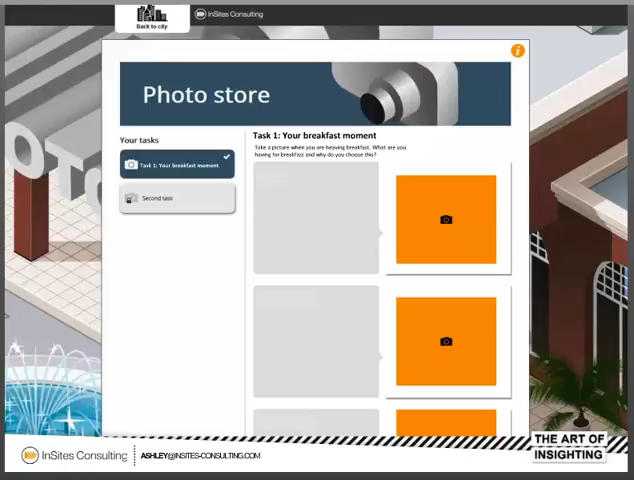 Back to city
InSites Consulting
i
Photo store
Your tasks
Task 1: Your breakfast moment
Second task
Task 1: Your breakfast moment
Take a picture when you are heaving breakfast. What are you
having for breakfast and why do you choose this?
OTO
InSites Consulting
ASHLEY@INSITES-CONSULTING.COM
THE ART OF
INSIGHTING